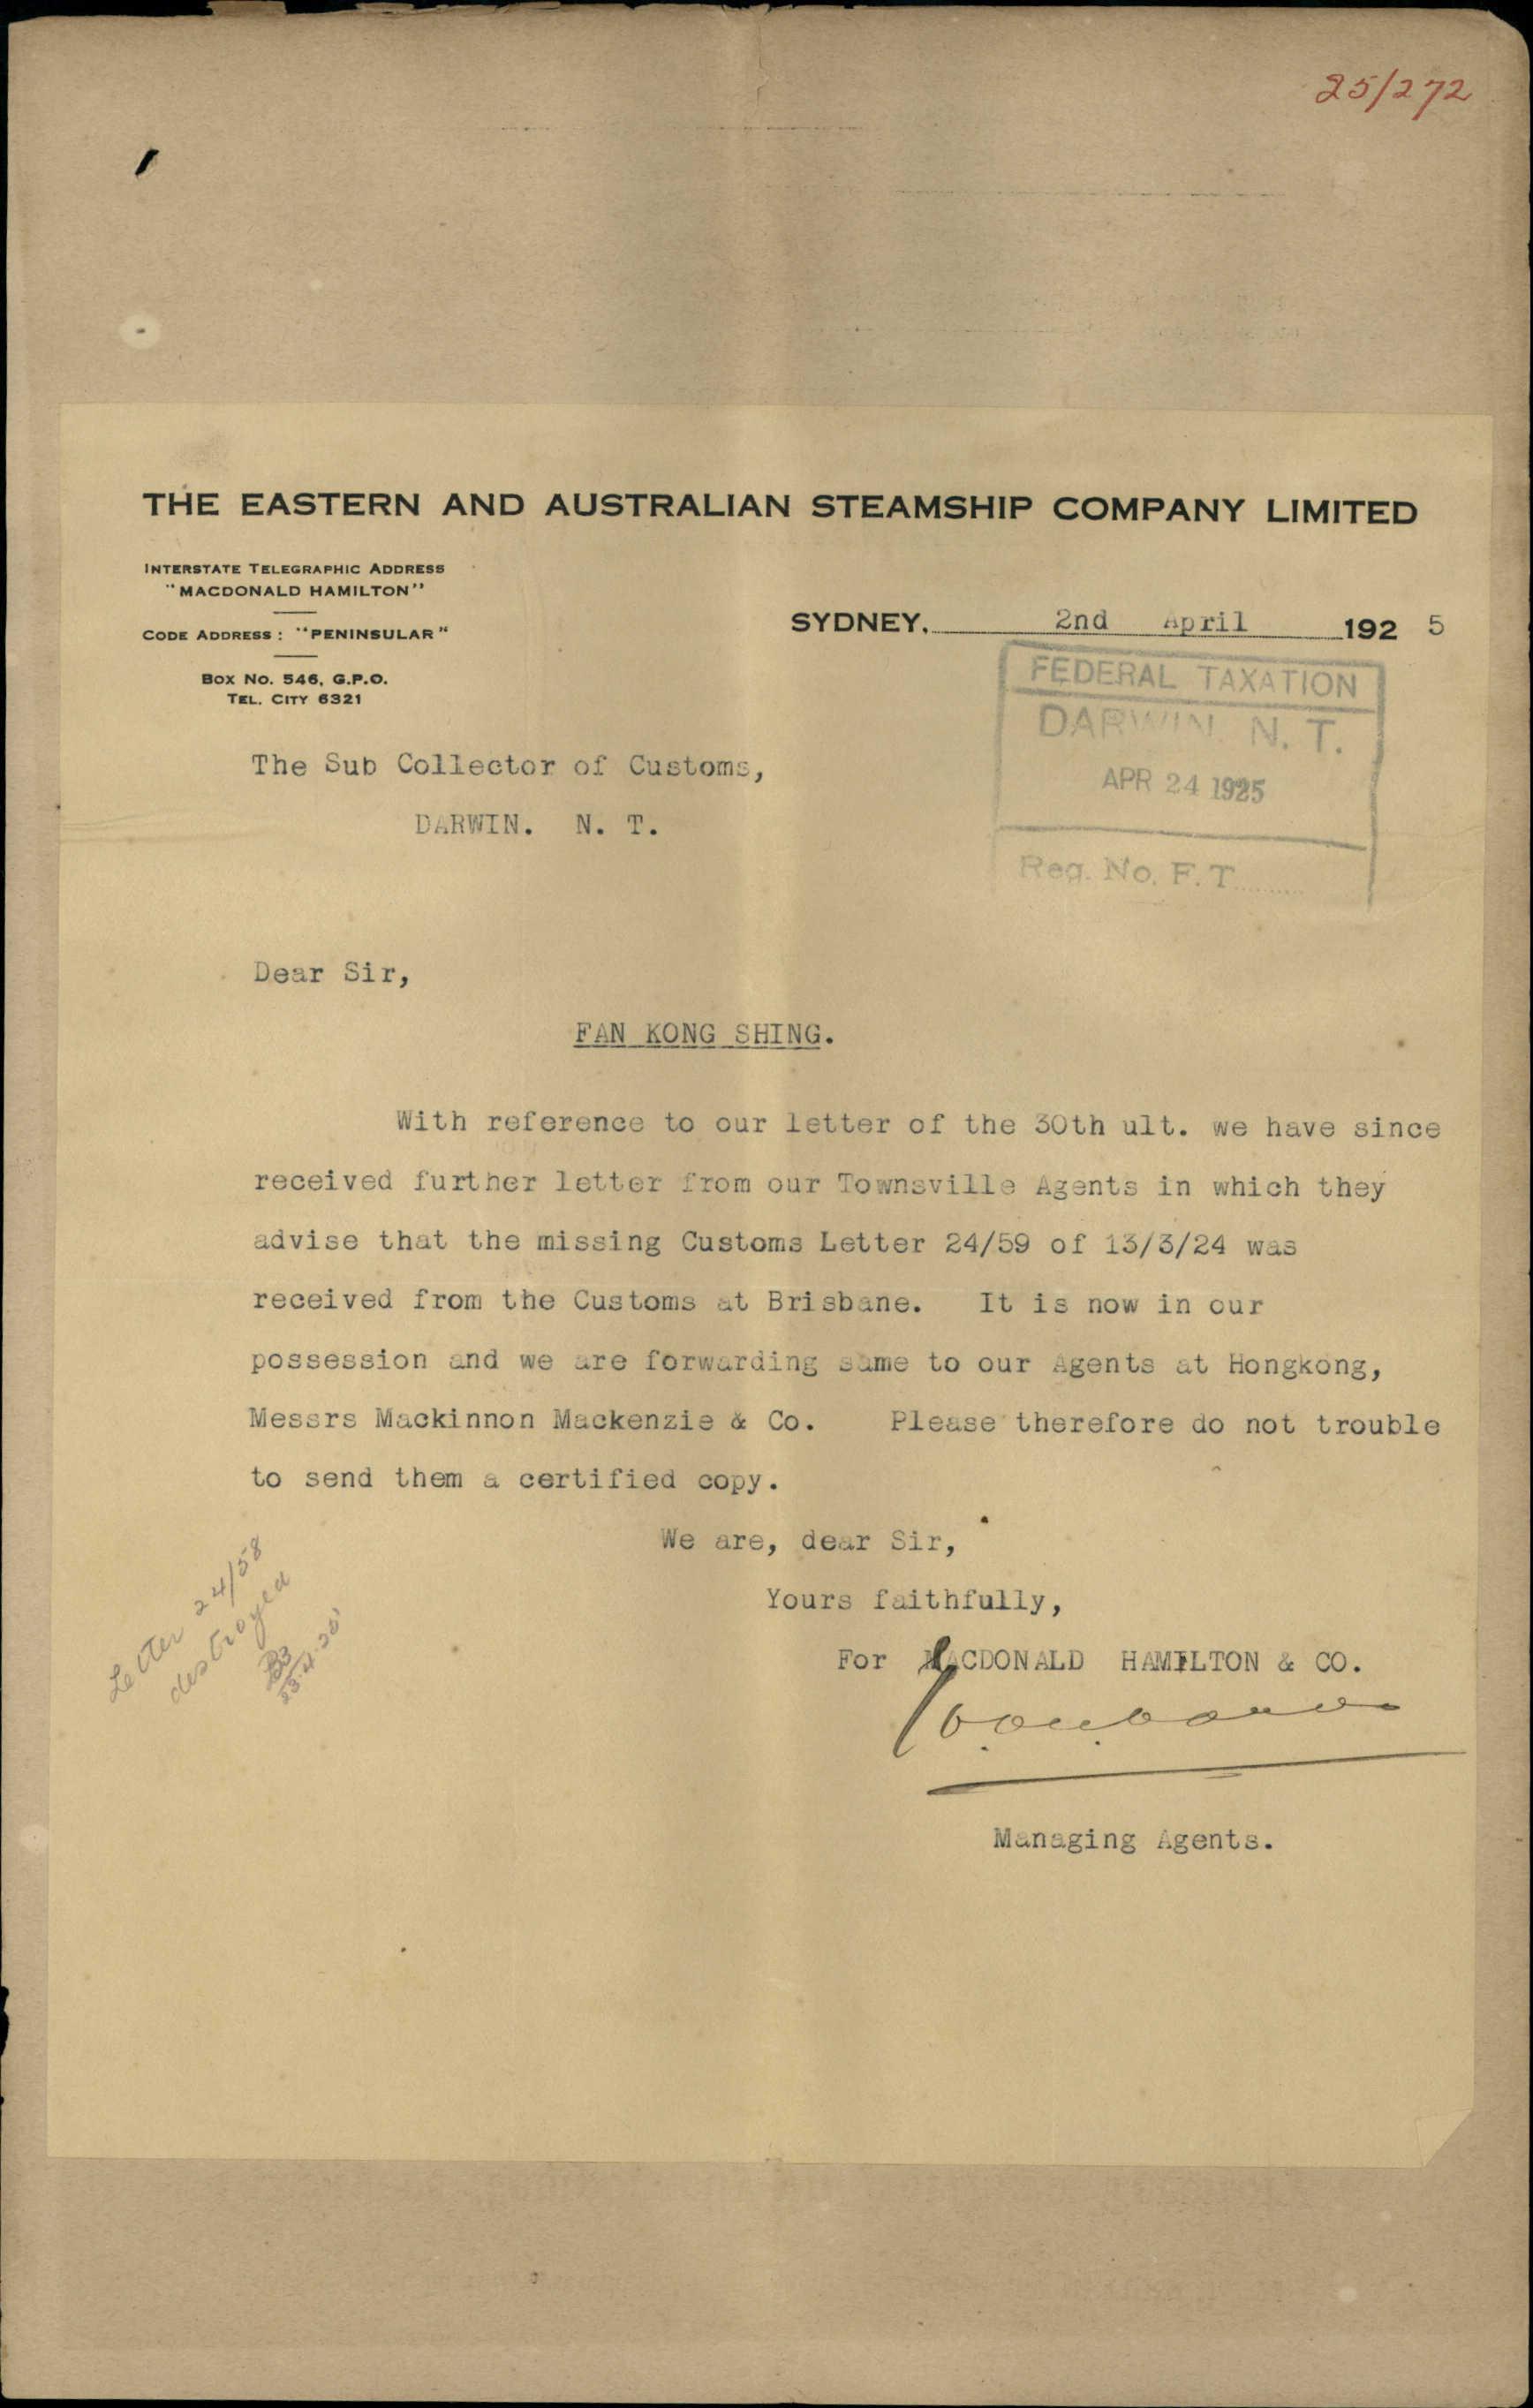 25/272
THE EASTERN AND AUSTRALIAN STEAMSHIP COMPANY LIMITED
INTERSTATE TELEGRAPHIC ADDRESS
"MACDONALD HAMILTON"
CODE ADDRESS: "PENINSULAR"
BOX NO. 546, G.P.O.
TEL. CITY 6321
SYDNEY, 2nd April 192 5
FEDERAL TAXATION
DARWIN. N. T.
APR 24 1925
Reg. No. F.T.
The Sub Collector of Customs,
DARWIN. N. T.
Dear Sir,
FAN KONG SHING.
With reference to our letter of the 30th ult. we have since
received further letter from our Townsville Agents in which they
advise that the missing Customs Letter 24/59 of 13/3/24 was
received from the Customs at Brisbane. It is now in our
possession and we are forwarding same to our Agents at Hongkong,
Messrs Mackinnon Mackenzie & Co. Please therefore do not trouble
to send them a certified copy.
We are, dear Sir,
Yours faithfully,
For MACDONALD HAMILTON & CO.
Managing Agents.
Letter 24/58
destroyed